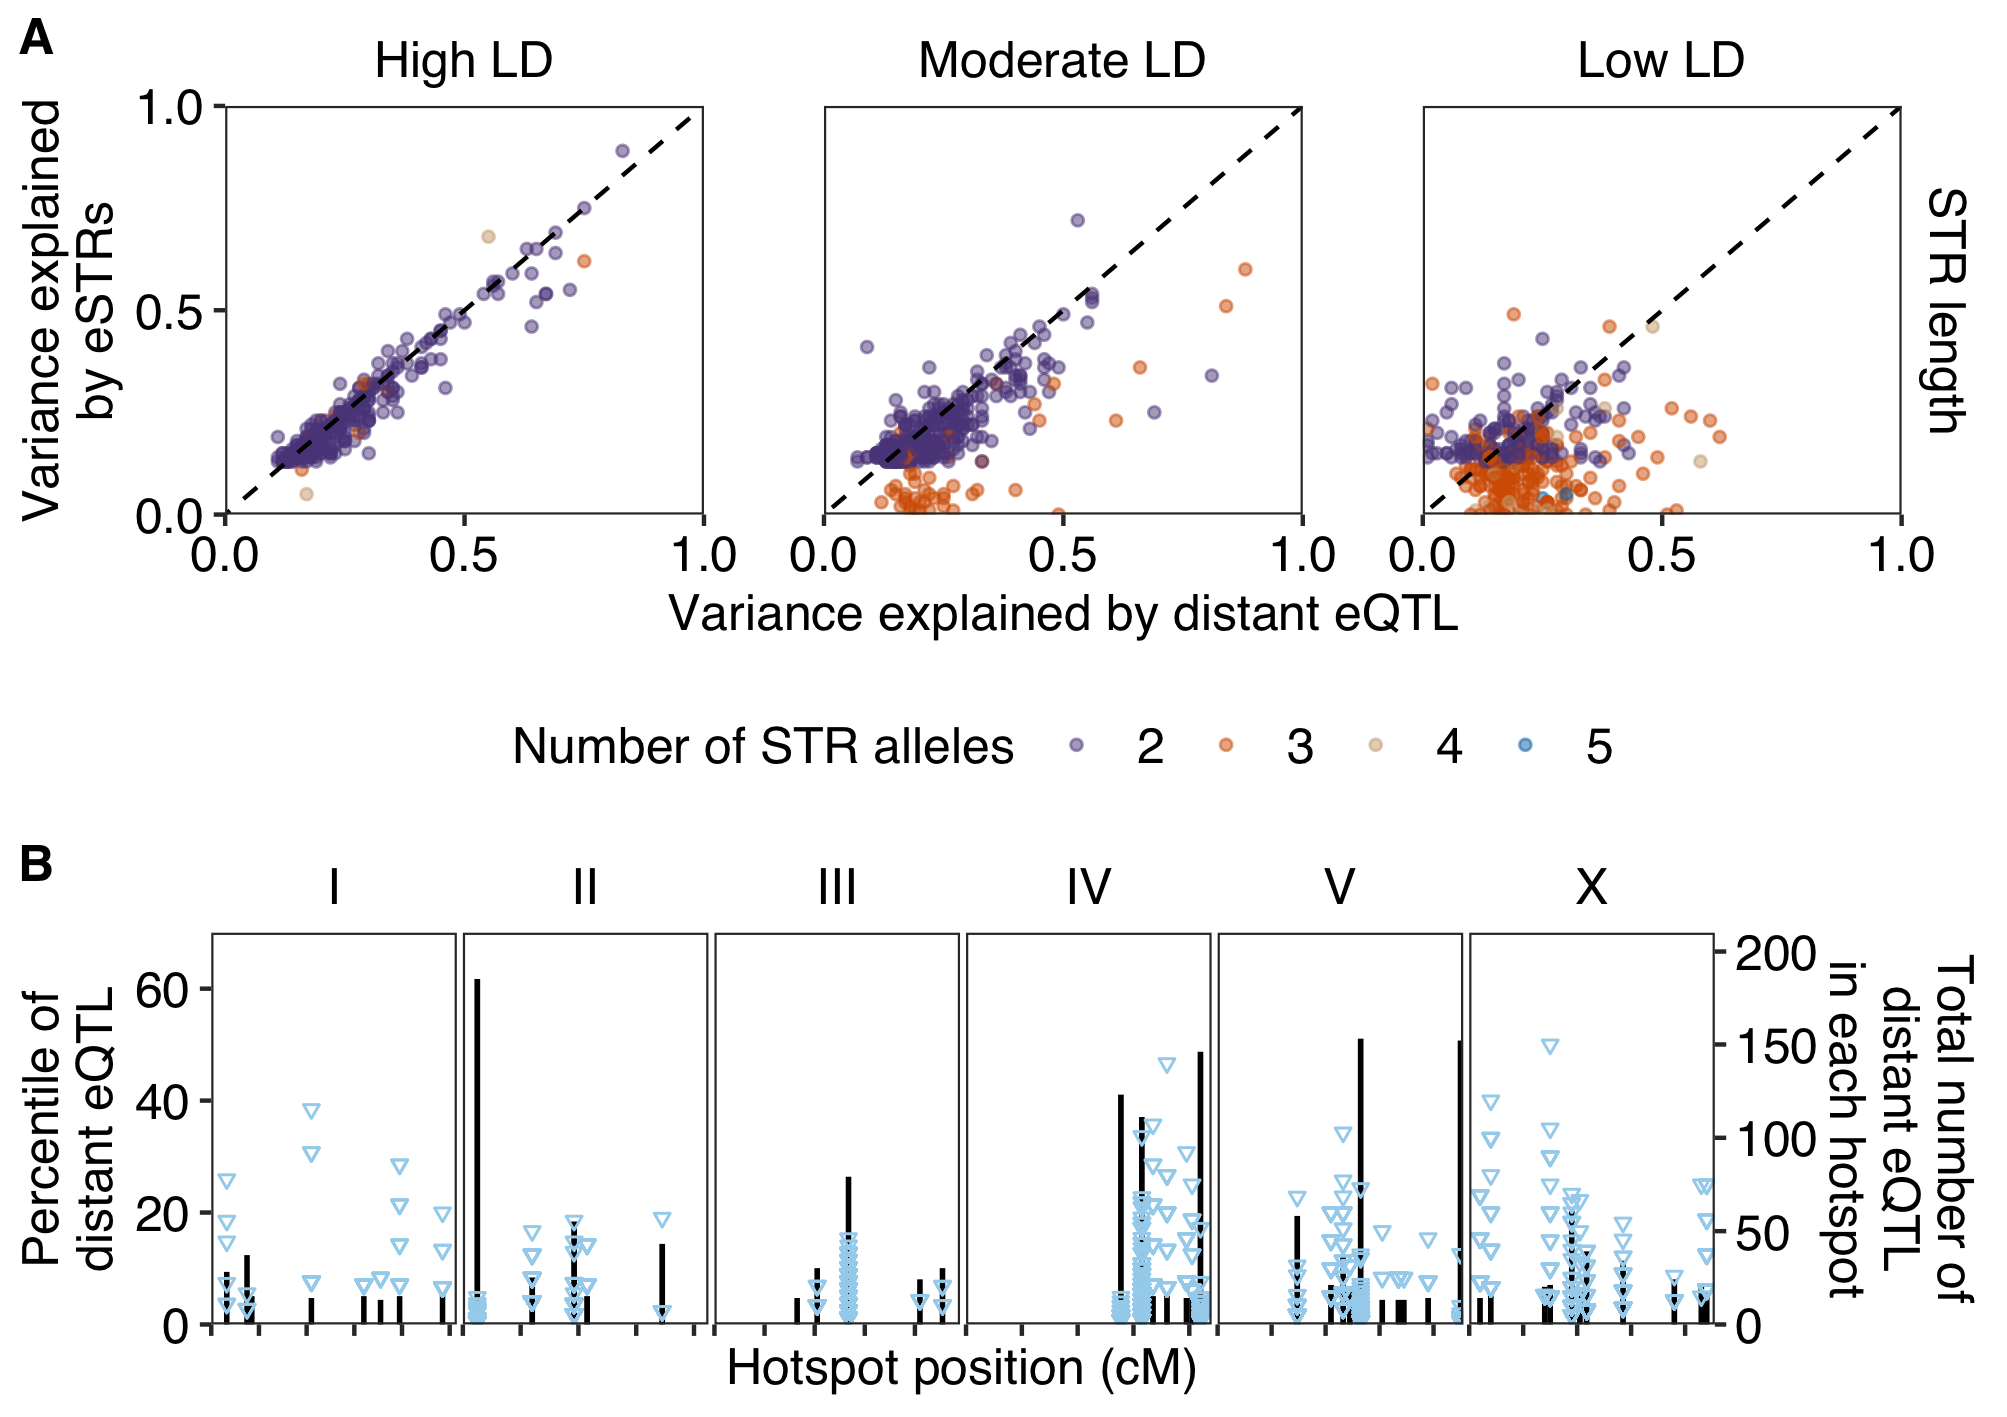 A
High LD
Moderate LD
Low LD
Variance explained
by eSTRs
1.0
0.5
0.0
0.0 0.5 1.0
0.0 0.5 1.0
0.0 0.5 1.0
STR length
Variance explained by distant eQTL
Number of STR alleles 2 3 4 5
B
I II III IV V X
Percentile of
distant eQTL
60
40
20
0
200
150
100
50
0
Total number of
distant eQTL
in each hotspot
Hotspot position (cM)